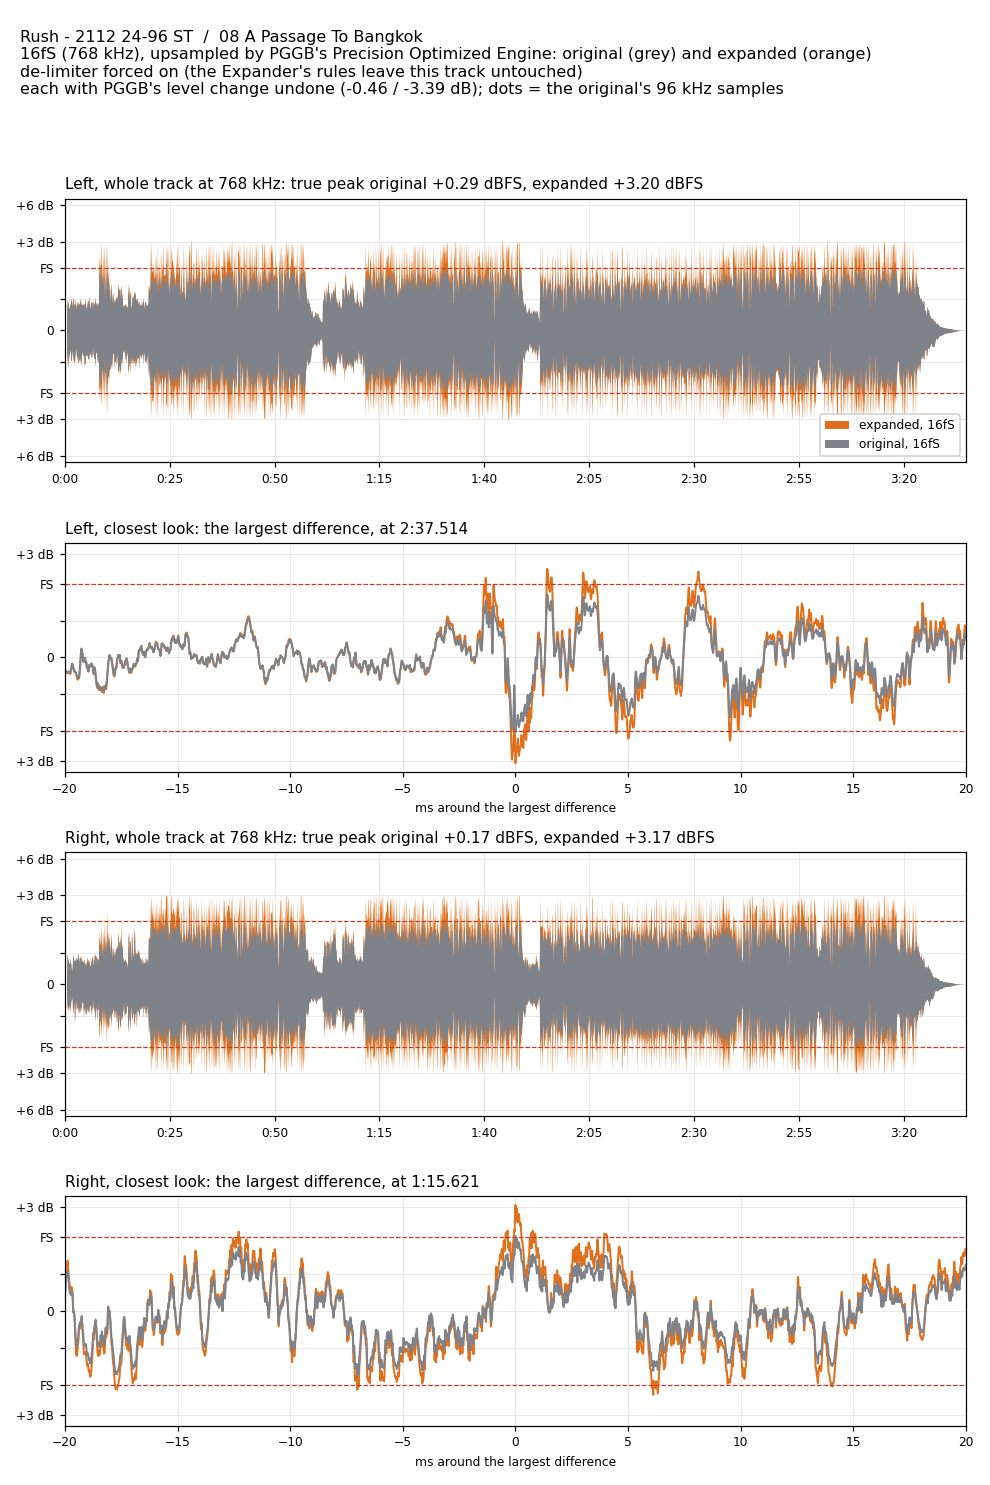 Rush - 2112 24-96 ST  /  08 A Passage To Bangkok
16fS (768 kHz), upsampled by PGGB's Precision Optimized Engine: original (grey) and expanded (orange)
de-limiter forced on (the Expander's rules leave this track untouched)
each with PGGB's level change undone (-0.46 / -3.39 dB); dots = the original's 96 kHz samples
Left, whole track at 768 kHz: true peak original +0.29 dBFS, expanded +3.20 dBFS
+6 dB
+3 dB
FS
0
FS
+3 dB
+6 dB
expanded, 16fS
original, 16fS
0:00 0:25 0:50 1:15 1:40 2:05 2:30 2:55 3:20
Left, closest look: the largest difference, at 2:37.514
+3 dB
FS
0
FS
+3 dB
−20 −15 −10 −5 0 5 10 15 20
ms around the largest difference
Right, whole track at 768 kHz: true peak original +0.17 dBFS, expanded +3.17 dBFS
+6 dB
+3 dB
FS
0
FS
+3 dB
+6 dB
0:00 0:25 0:50 1:15 1:40 2:05 2:30 2:55 3:20
Right, closest look: the largest difference, at 1:15.621
+3 dB
FS
0
FS
+3 dB
−20 −15 −10 −5 0 5 10 15 20
ms around the largest difference